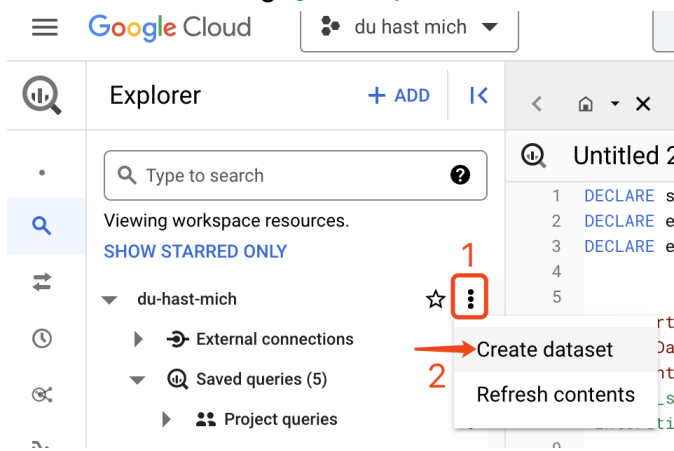 Google Cloud
du hast mich
Explorer
+ ADD
Untitled 2
Type to search
Viewing workspace resources.
SHOW STARRED ONLY
1
du-hast-mich
External connections
Saved queries (5)
Project queries
Create dataset
2
Refresh contents
1 DECLARE s
2 DECLARE e
3 DECLARE e
4
5